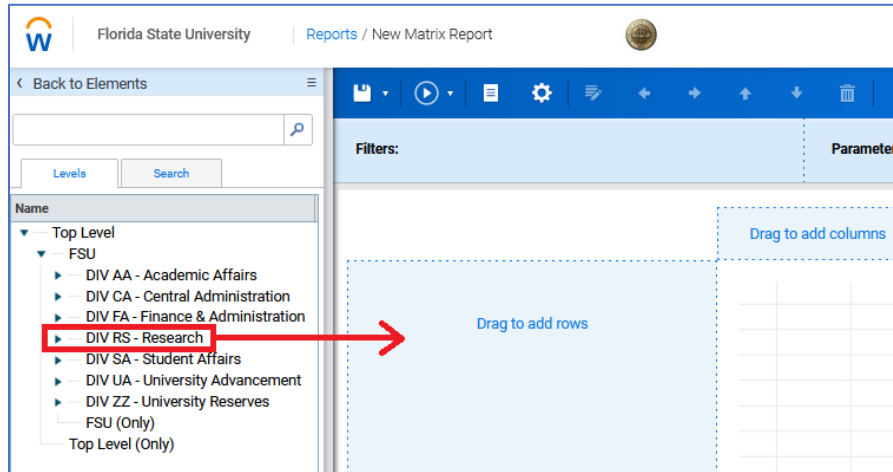 Florida State University
Reports / New Matrix Report
Back to Elements
Filters:
Parameter
Levels
Search
Name
Top Level
FSU
DIV AA - Academic Affairs
DIV CA - Central Administration
DIV FA - Finance & Administration
DIV RS - Research
DIV SA - Student Affairs
DIV UA - University Advancement
DIV ZZ - University Reserves
FSU (Only)
Top Level (Only)
Drag to add columns
Drag to add rows